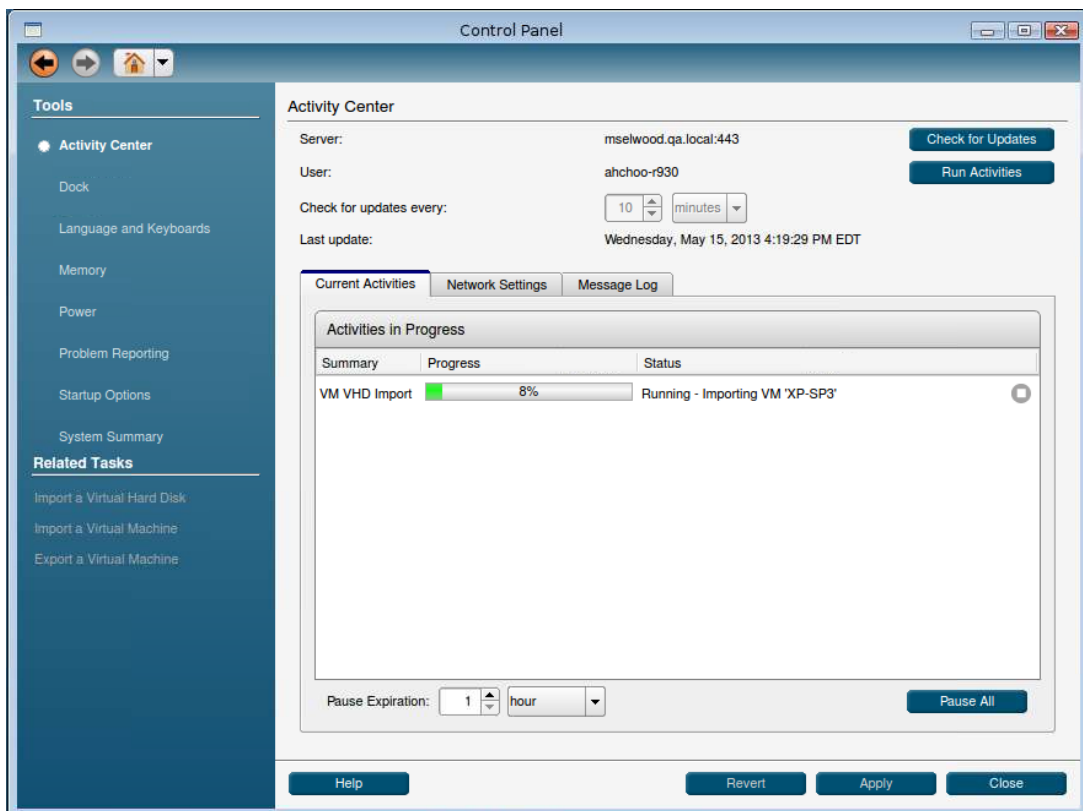 Control Panel
Tools
Activity Center
Dock
Language and Keyboards
Memory
Power
Problem Reporting
Startup Options
System Summary
Related Tasks
Import a Virtual Hard Disk
Import a Virtual Machine
Export a Virtual Machine
Activity Center
Server: mselwood.qa.local:443 Check for Updates
User: ahchoo-r930 Run Activities
Check for updates every: 10 minutes
Last update: Wednesday, May 15, 2013 4:19:29 PM EDT
Current Activities Network Settings Message Log
Activities in Progress
Summary Progress Status
VM VHD Import 8% Running - Importing VM 'XP-SP3'
Pause Expiration: 1 hour Pause All
Help Revert Apply Close